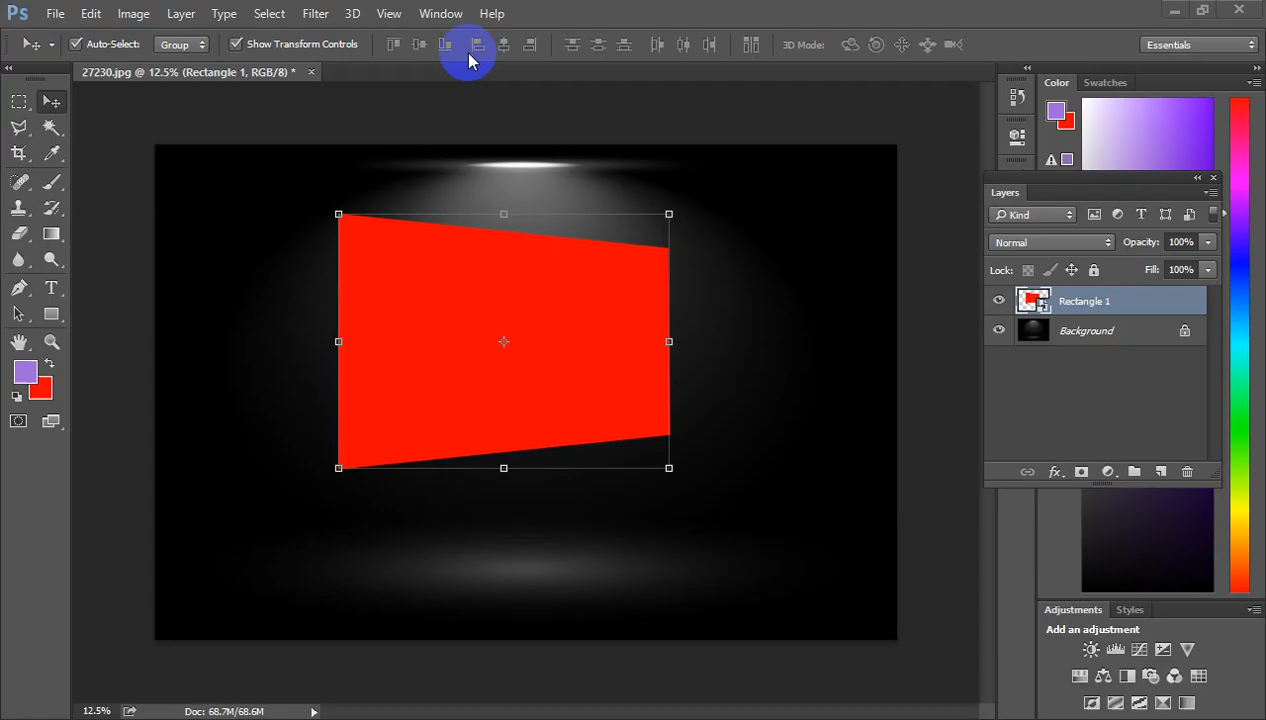 Ps File Edit Image Layer Type Select Filter 3D View Window Help
Auto-Select: Group Show Transform Controls 3D Mode: Essentials
27230.jpg @ 12.5% (Rectangle 1, RGB/8) *
Color Swatches
Layers
Kind
Normal Opacity: 100%
Lock: Fill: 100%
Rectangle 1
Background
fx
Adjustments Styles
Add an adjustment
12.5% Doc: 68.7M/68.6M